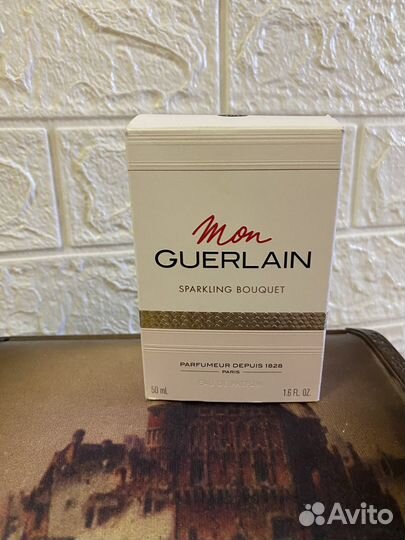 Mon
GUERLAIN
SPARKLING BOUQUET
PARFUMEUR DEPUIS 1828
PARIS
EAU DE PARFUM
50 mL 1.6 FL. OZ.
Avito